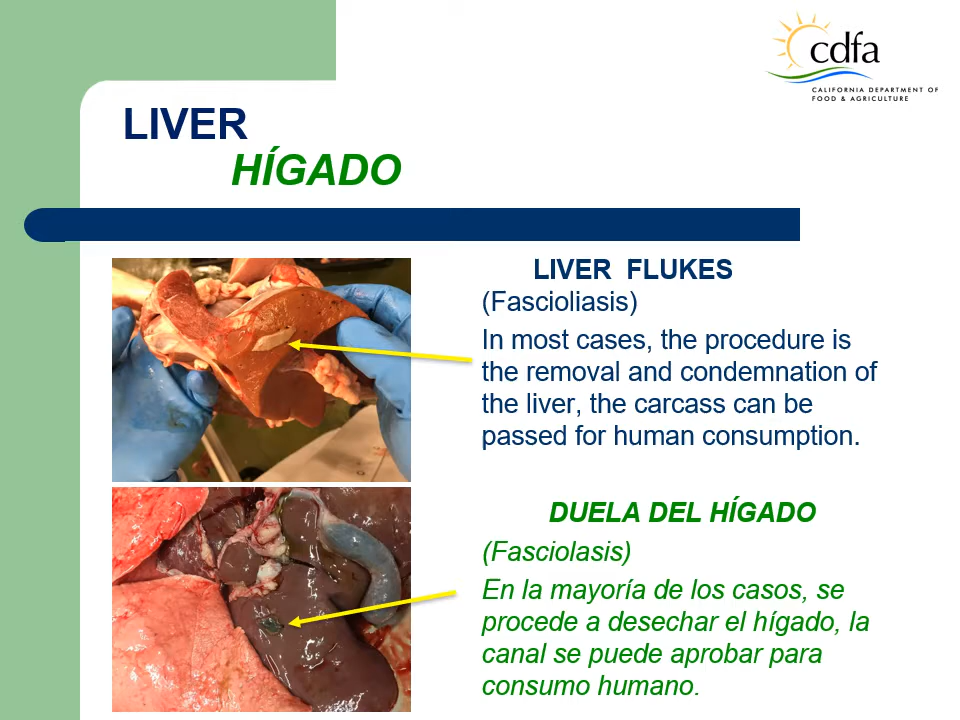 cdfa
CALIFORNIA DEPARTMENT OF
FOOD & AGRICULTURE
LIVER
HÍGADO
LIVER FLUKES
(Fascioliasis)
In most cases, the procedure is
the removal and condemnation of
the liver, the carcass can be
passed for human consumption.
DUELA DEL HÍGADO
(Fasciolasis)
En la mayoría de los casos, se
procede a desechar el hígado, la
canal se puede aprobar para
consumo humano.